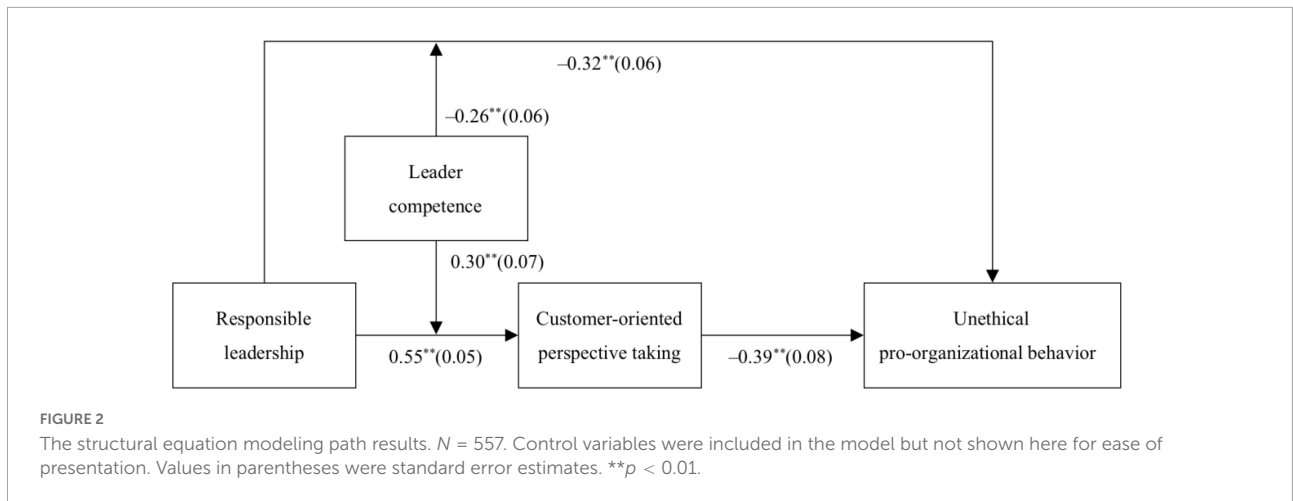 –0.32**(0.06)
–0.26**(0.06)
Leader
competence
0.30**(0.07)
Responsible
leadership
0.55**(0.05)
Customer-oriented
perspective taking
–0.39**(0.08)
Unethical
pro-organizational behavior
FIGURE 2
The structural equation modeling path results. N = 557. Control variables were included in the model but not shown here for ease of
presentation. Values in parentheses were standard error estimates. **p < 0.01.